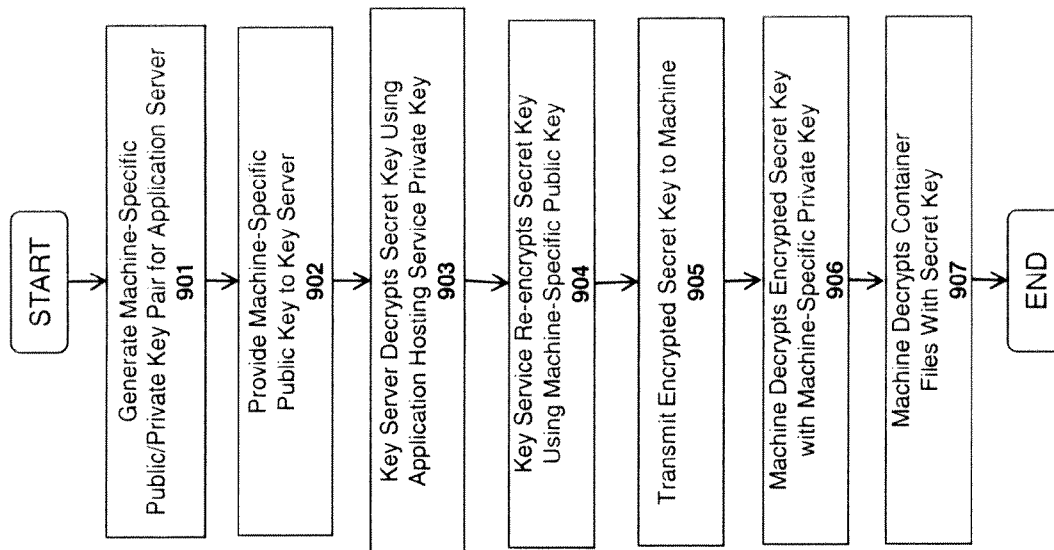 START
Generate Machine-Specific
Public/Private Key Pair for Application Server
901
Provide Machine-Specific
Public Key to Key Server
902
Key Server Decrypts Secret Key Using
Application Hosting Service Private Key
903
Key Service Re-encrypts Secret Key
Using Machine-Specific Public Key
904
Transmit Encrypted Secret Key to Machine
905
Machine Decrypts Encrypted Secret Key
with Machine-Specific Private Key
906
Machine Decrypts Container
Files With Secret Key
907
END